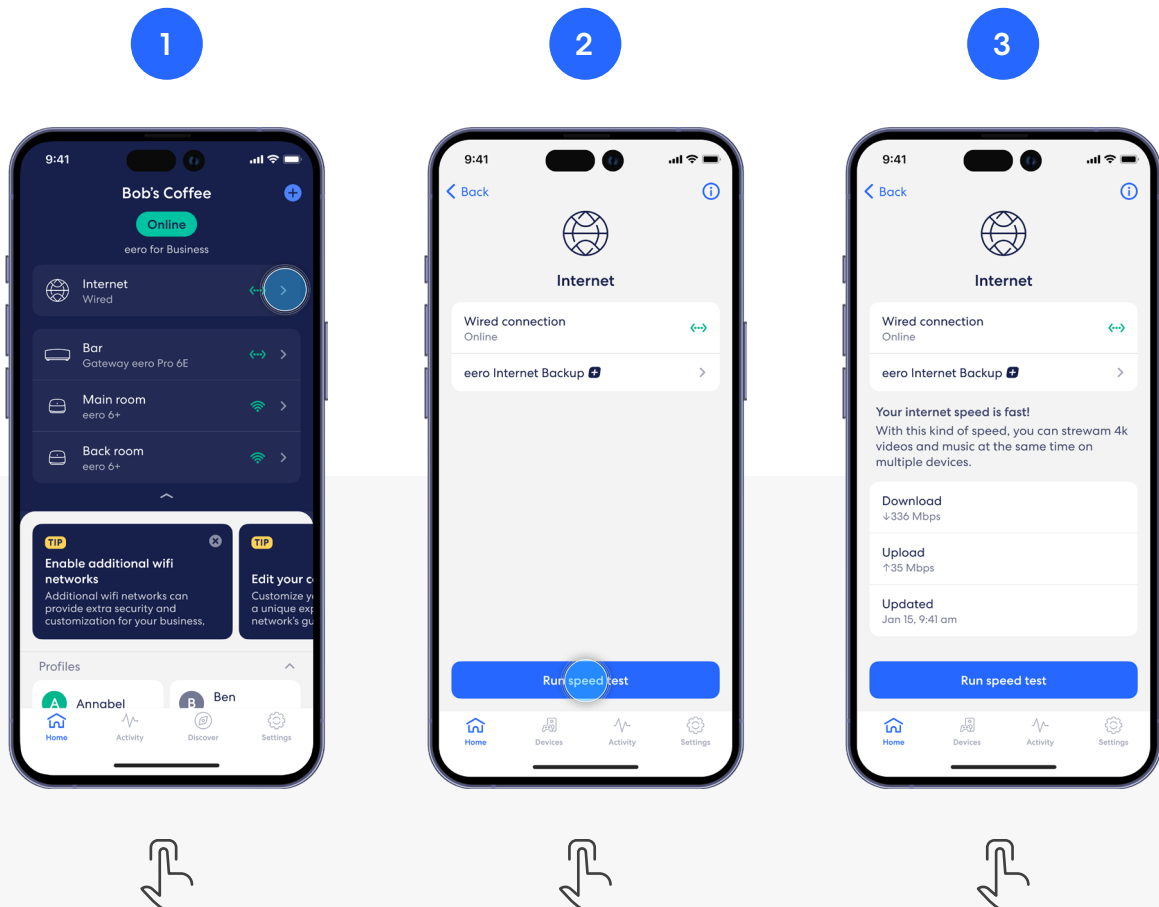 1
2
3
9:41
Bob's Coffee
Online
eero for Business
Internet
Wired
Bar
Gateway eero Pro 6E
Main room
eero 6+
Back room
eero 6+
TIP
Enable additional wifi
networks
Additional wifi networks can
provide extra security and
customization for your business,
TIP
Edit your c
Customize y
a unique exp
network's gu
Profiles
A Annabel
B Ben
Home
Activity
Discover
Settings
9:41
Back
Internet
Wired connection
Online
eero Internet Backup
Run speed test
Home
Devices
Activity
Settings
9:41
Back
Internet
Wired connection
Online
eero Internet Backup
Your internet speed is fast!
With this kind of speed, you can strewam 4k
videos and music at the same time on
multiple devices.
Download
↓336 Mbps
Upload
↑35 Mbps
Updated
Jan 15, 9:41 am
Run speed test
Home
Devices
Activity
Settings